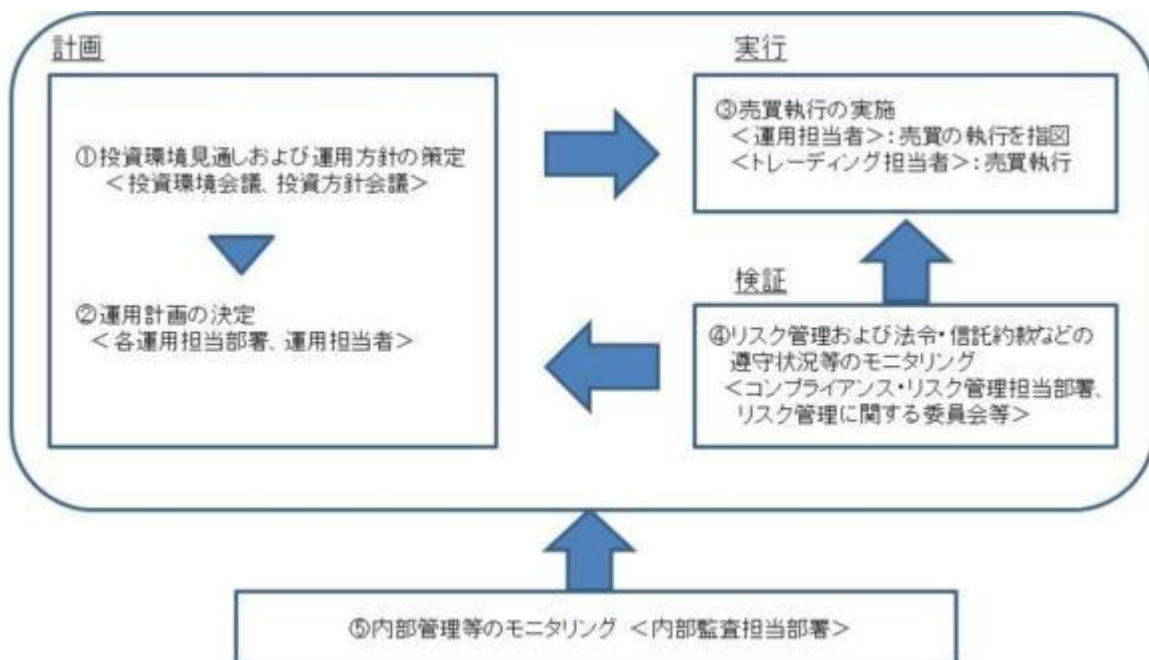 計画
①投資環境見通しおよび運用方針の策定
＜投資環境会議、投資方針会議＞
②運用計画の決定
＜各運用担当部署、運用担当者＞
実行
③売買執行の実施
＜運用担当者＞：売買の執行を指図
＜トレーディング担当者＞：売買執行
検証
④リスク管理および法令・信託約款などの
遵守状況等のモニタリング
＜コンプライアンス・リスク管理担当部署、
リスク管理に関する委員会等＞
⑤内部管理等のモニタリング ＜内部監査担当部署＞